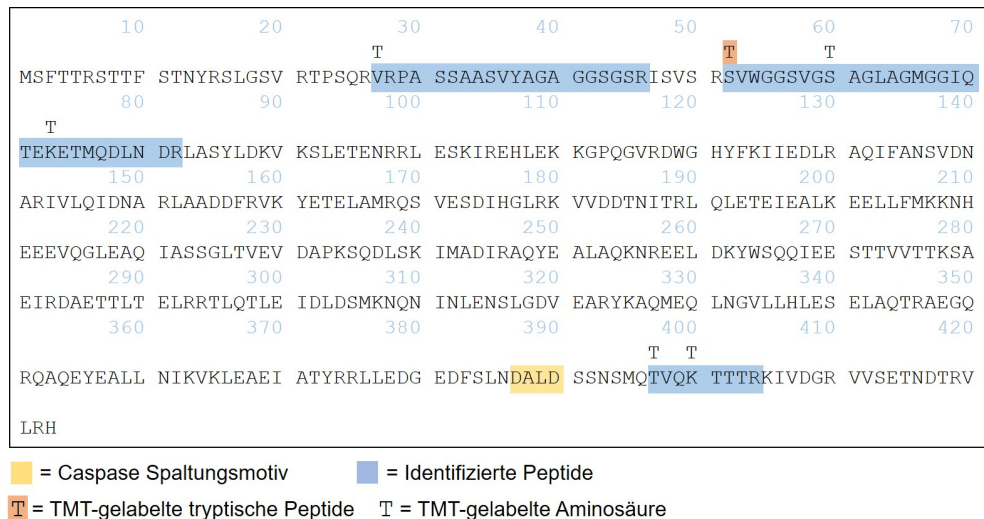 10 20 30 40 50 60 70
T T T
MSFTTRSTTF STNYRSLGSV RTPSQRVRPA SSAASVYAGA GGSGSRISVS RSVWGGSVGS AGLAGMGGIQ
80 90 100 110 120 130 140
T
TEKETMQDLN DRLASYLDKV KSLETENRRL ESKIREHLEK KGPQGVRDWG HYFKIIEDLR AQIFANSVDN
150 160 170 180 190 200 210
ARIVLQIDNA RLAADDFRVK YETELAMRQS VESDIHGLRK VVDDTNITRL QLETEIEALK EELLFMKKNH
220 230 240 250 260 270 280
EEEVQGLEAQ IASSGLTVEV DAPKSQDLSK IMADIRAQYE ALAQKNREEL DKYWSQQIEE STTVVTTKSA
290 300 310 320 330 340 350
EIRDAETTLT ELRRTLQTLE IDLDSMKNQN INLENSLGDV EARYKAQMEQ LNGVLLHLES ELAQTRAEGQ
360 370 380 390 400 410 420
T T
RQAQEYEALL NIKVKLEAEI ATYRRLLEDG EDFSLNDALD SSNSMQTVQK TTTRKIVDGR VVSETNDTRV
LRH
= Caspase Spaltungsmotiv = Identifizierte Peptide
T = TMT-gelabelte tryptische Peptide T = TMT-gelabelte Aminosäure